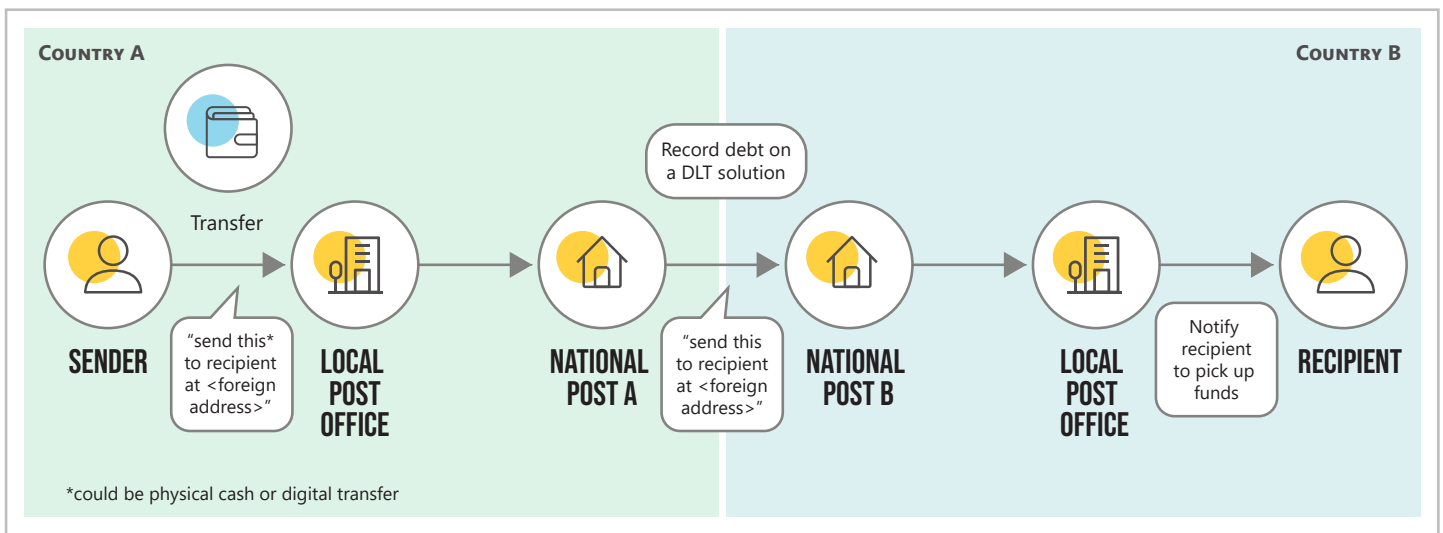 COUNTRY A
COUNTRY B
Record debt on
a DLT solution
Transfer
"send this*
to recipient
at <foreign
address>"
"send this
to recipient
at <foreign
address>"
Notify
recipient
to pick up
funds
SENDER
LOCAL
POST
OFFICE
NATIONAL
POST A
NATIONAL
POST B
LOCAL
POST
OFFICE
RECIPIENT
*could be physical cash or digital transfer